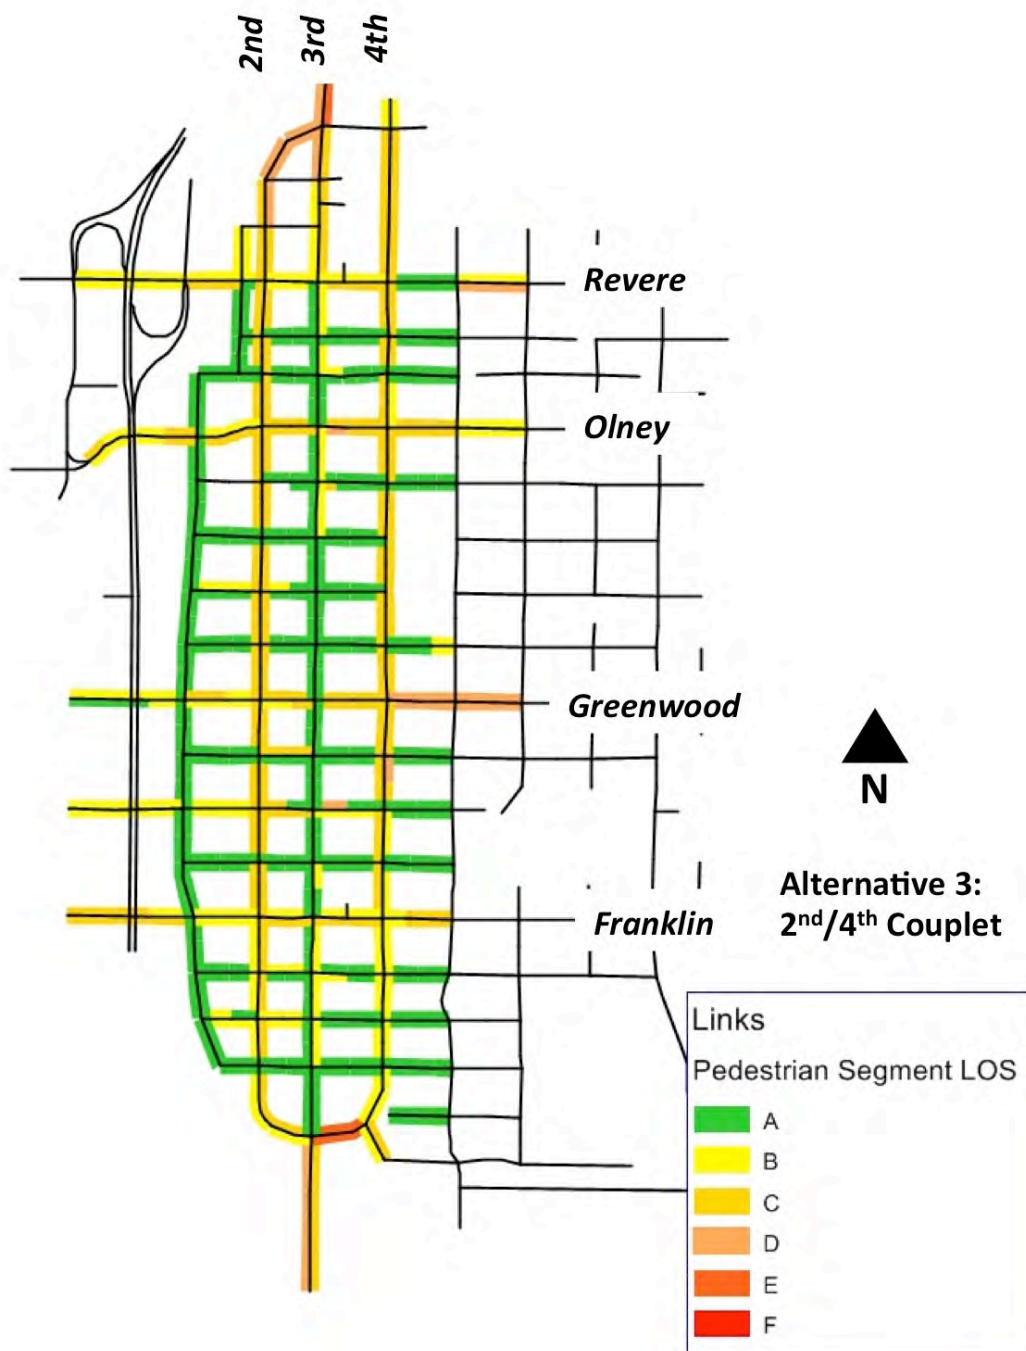 2nd
3rd
4th
Revere
Olney
Greenwood
N
Alternative 3:
2nd/4th Couplet
Franklin
Links
Pedestrian Segment LOS
A
B
C
D
E
F